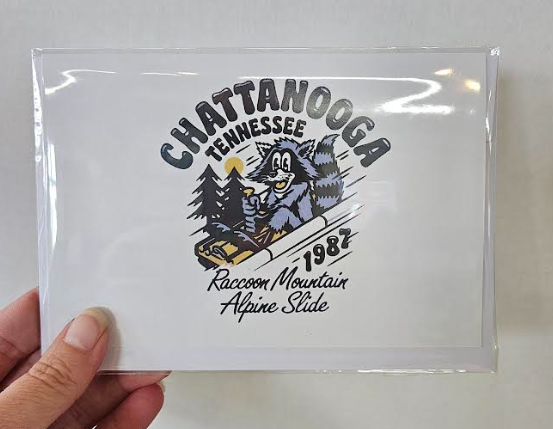 CHATTANOOGA
TENNESSEE
1987
Raccoon Mountain
Alpine Slide